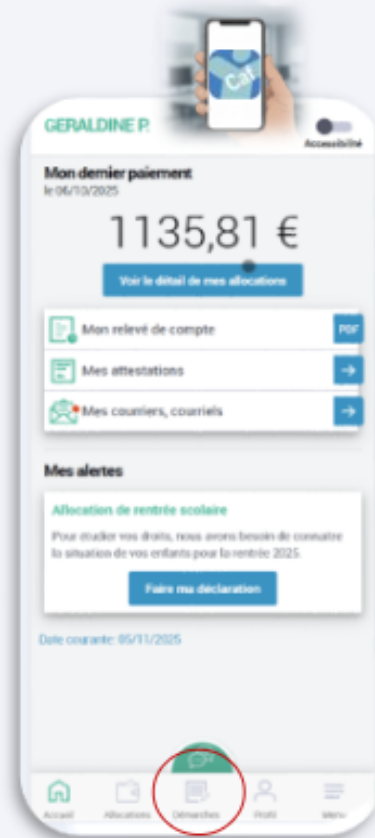 Caf
GERALDINE P.
Accessibilité
Mon dernier paiement
le 06/10/2025
1135,81 €
Voir le détail de mes allocations
Mon relevé de compte
PDF
Mes attestations
Mes courriers, courriels
Mes alertes
Allocation de rentrée scolaire
Pour étudier vos droits, nous avons besoin de connaitre
la situation de vos enfants pour la rentrée 2025.
Faire ma déclaration
Date courante: 05/11/2025
Accueil
Allocations
Démarches
Profil
Menu